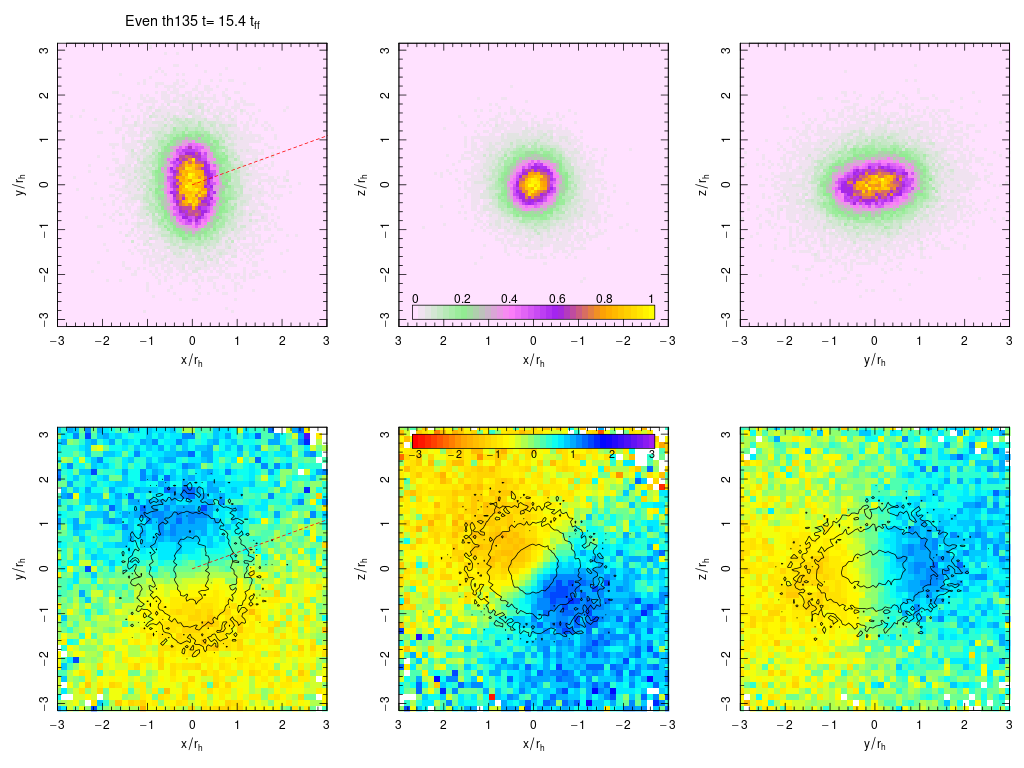 Even th135 t= 15.4 t_ff
3 3 3
2 2 2
1 1 1
y/r_h 0 z/r_h 0 z/r_h 0
−1 −1 −1
−2 −2 −2
0 0.2 0.4 0.6 0.8 1
−3 −3 −3
−3 −2 −1 0 1 2 3 3 2 1 0 −1 −2 −3 −3 −2 −1 0 1 2 3
x/r_h x/r_h y/r_h
3 3 3
−3 −2 −1 0 1 2 3
2 2 2
1 1 1
y/r_h 0 z/r_h 0 z/r_h 0
−1 −1 −1
−2 −2 −2
−3 −3 −3
−3 −2 −1 0 1 2 3 3 2 1 0 −1 −2 −3 −3 −2 −1 0 1 2 3
x/r_h x/r_h y/r_h